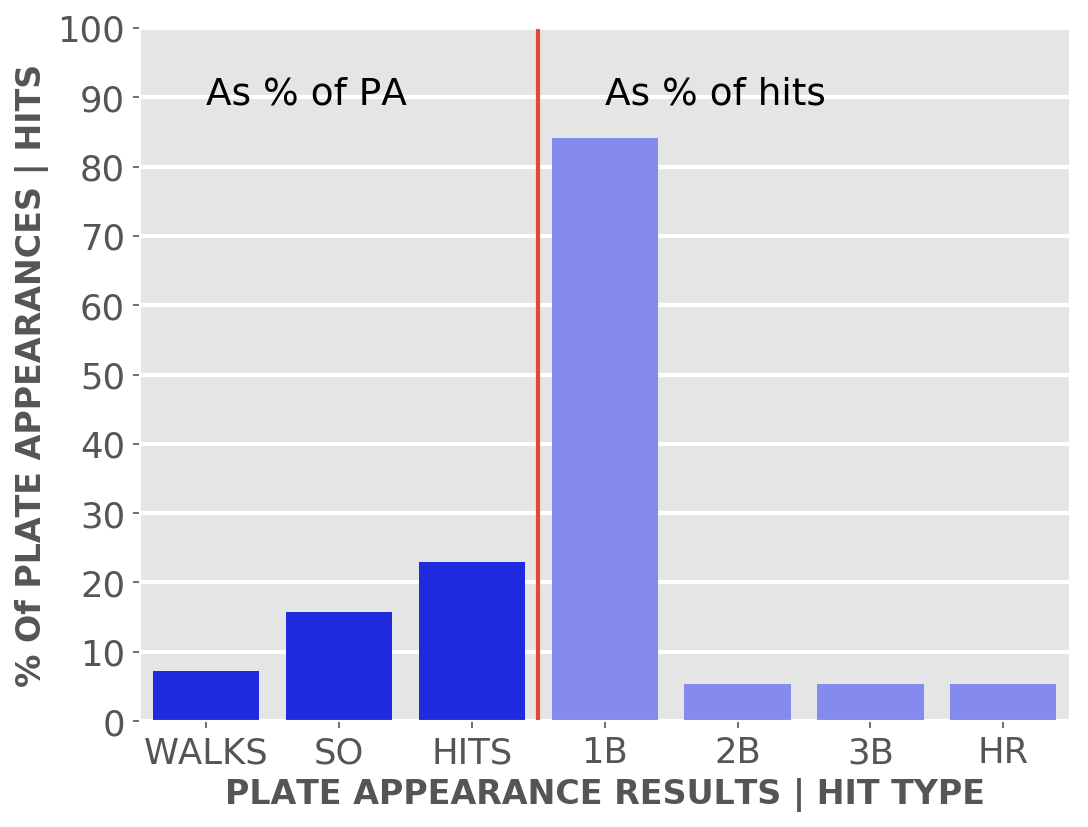 100
90
80
70
60
50
40
30
20
10
0
% Of PLATE APPEARANCES | HITS
As % of PA
As % of hits
WALKS SO HITS 1B 2B 3B HR
PLATE APPEARANCE RESULTS | HIT TYPE